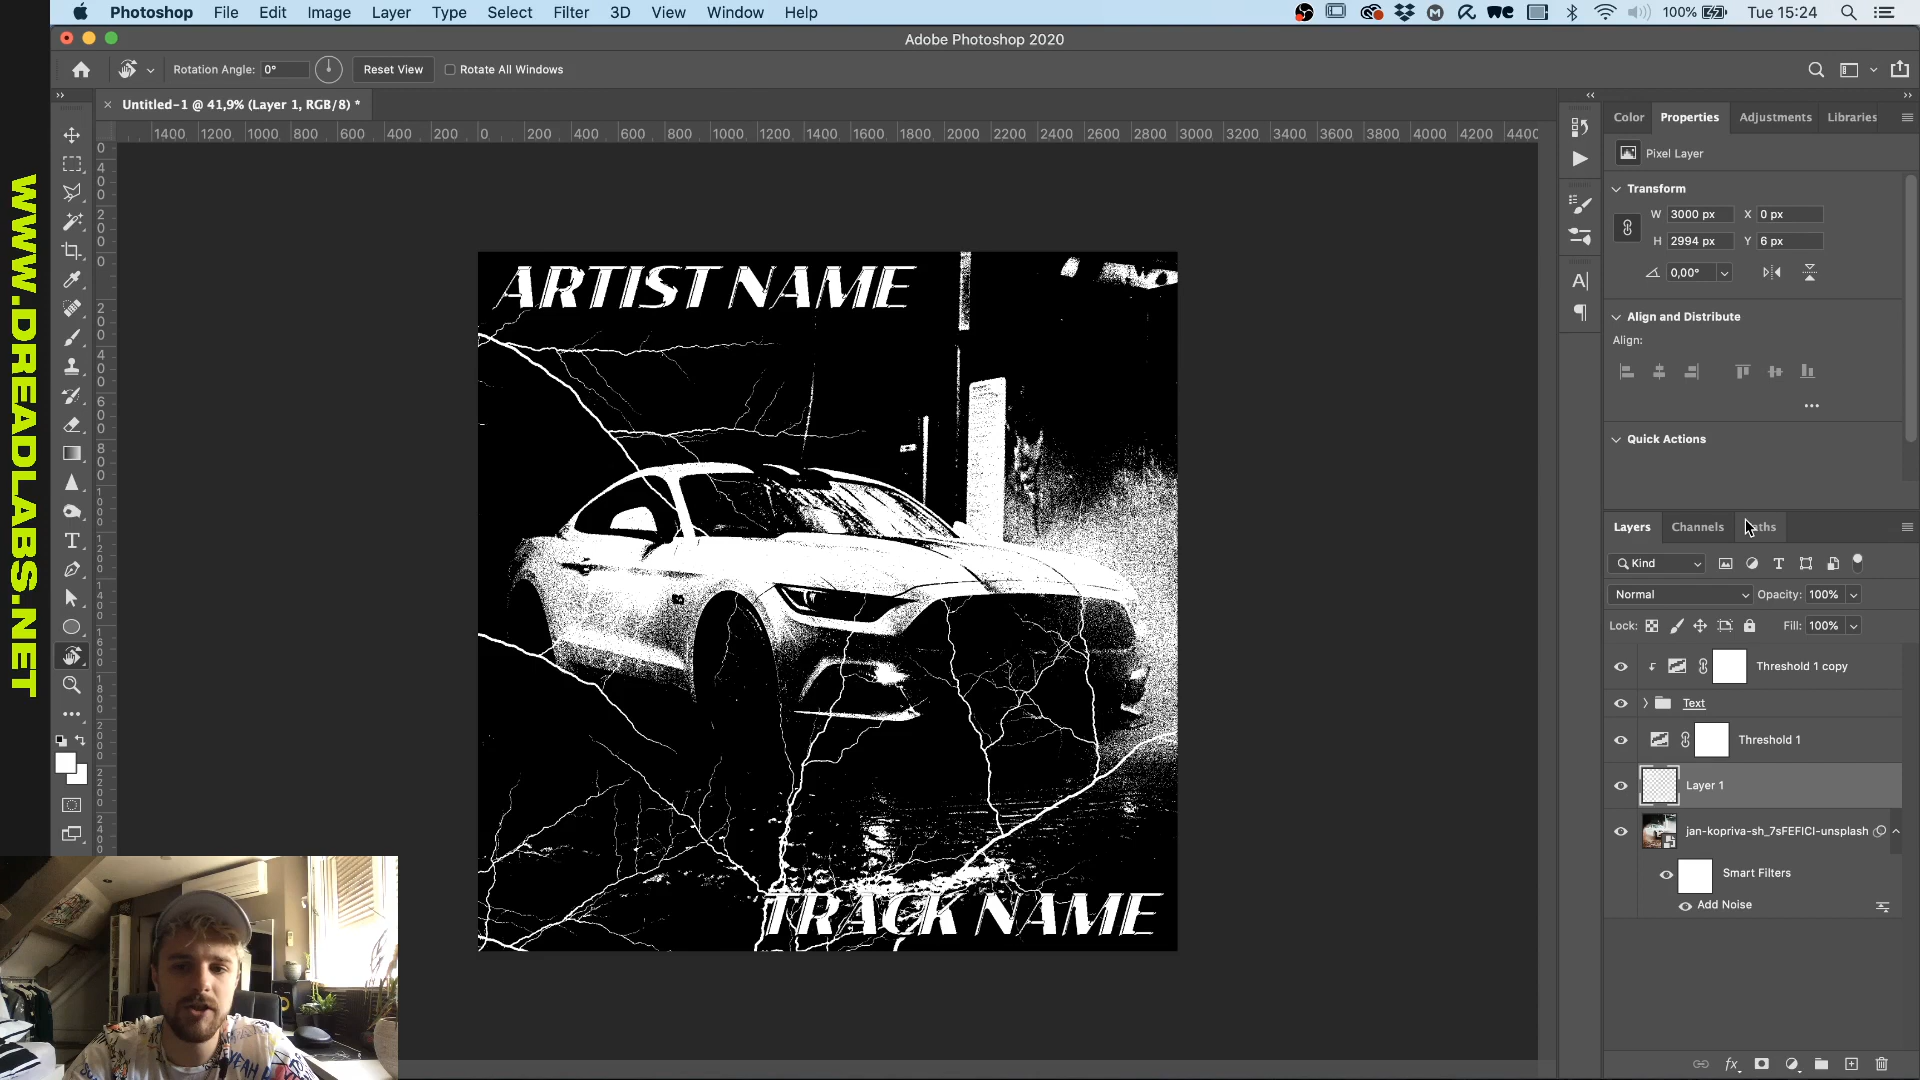 Photoshop File Edit Image Layer Type Select Filter 3D View Window Help
100% Tue 15:24
Adobe Photoshop 2020
Rotation Angle: 0° Reset View Rotate All Windows
× Untitled-1 @ 41,9% (Layer 1, RGB/8) *
1400 1200 1000 800 600 400 200 0 200 400 600 800 1000 1200 1400 1600 1800 2000 2200 2400 2600 2800 3000 3200 3400 3600 3800 4000 4200 4400
WWW.DREADLABS.NET
ARTIST NAME
TRACK NAME
Color Properties Adjustments Libraries
Pixel Layer
Transform
W 3000 px X 0 px
H 2994 px Y 6 px
0,00°
Align and Distribute
Align:
Quick Actions
Layers Channels Paths
Kind
Normal Opacity: 100%
Lock: Fill: 100%
Threshold 1 copy
Text
Threshold 1
Layer 1
jan-kopriva-sh_7sFEFICI-unsplash
Smart Filters
Add Noise